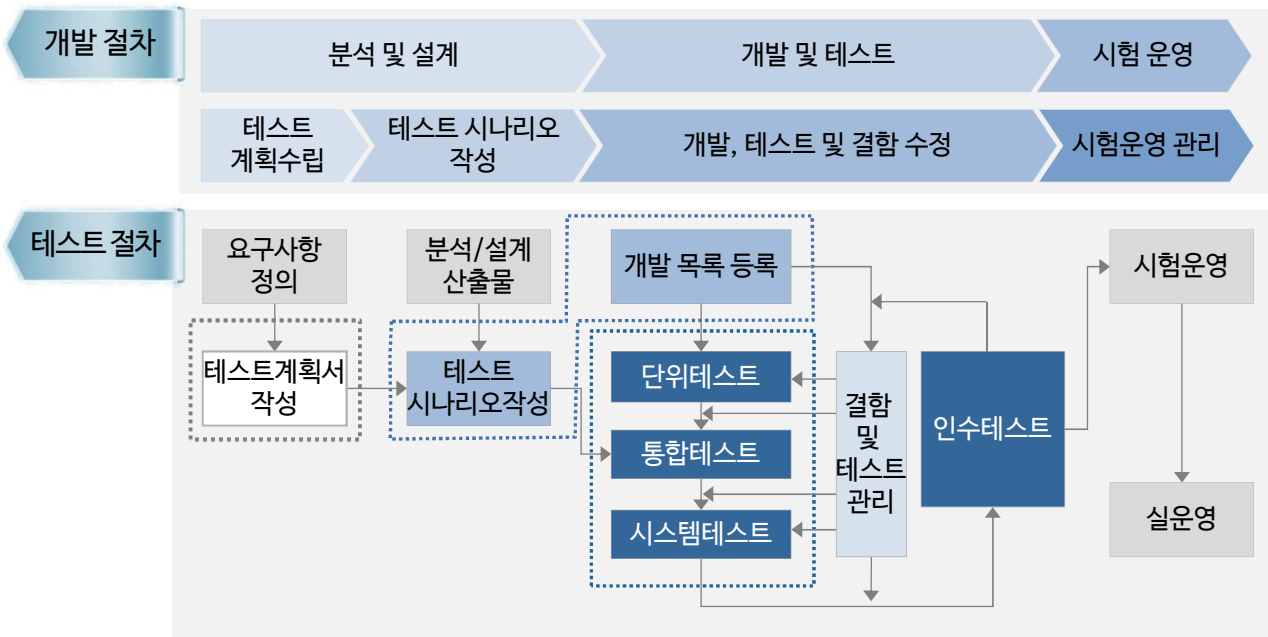 개발 절차
분석 및 설계
개발 및 테스트
시험 운영
테스트
계획수립
테스트 시나리오
작성
개발, 테스트 및 결함 수정
시험운영 관리
테스트 절차
요구사항
정의
분석/설계
산출물
개발 목록 등록
시험운영
테스트계획서
작성
테스트
시나리오작성
단위테스트
통합테스트
시스템테스트
결함
및
테스트
관리
인수테스트
실운영